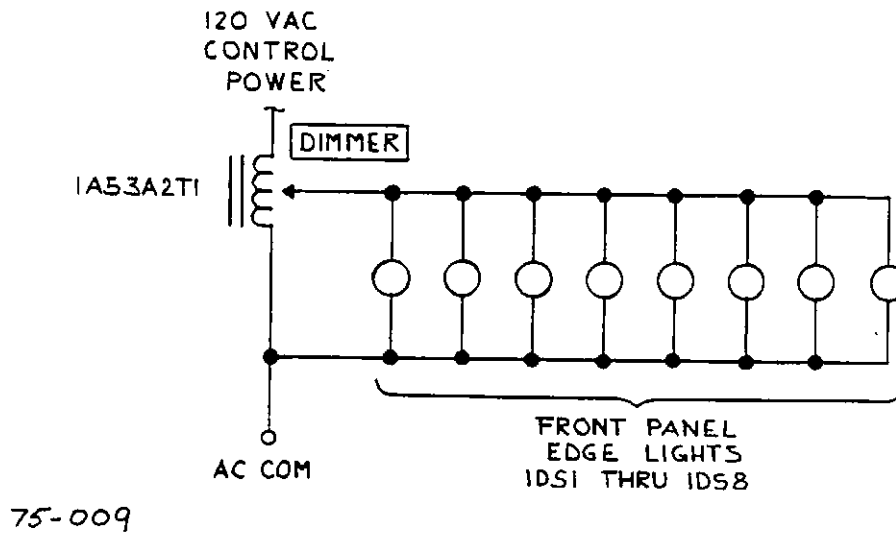 120 VAC
CONTROL
POWER
DIMMER
1A53A2T1
FRONT PANEL
EDGE LIGHTS
1DS1 THRU 1DS8
AC COM
75-009